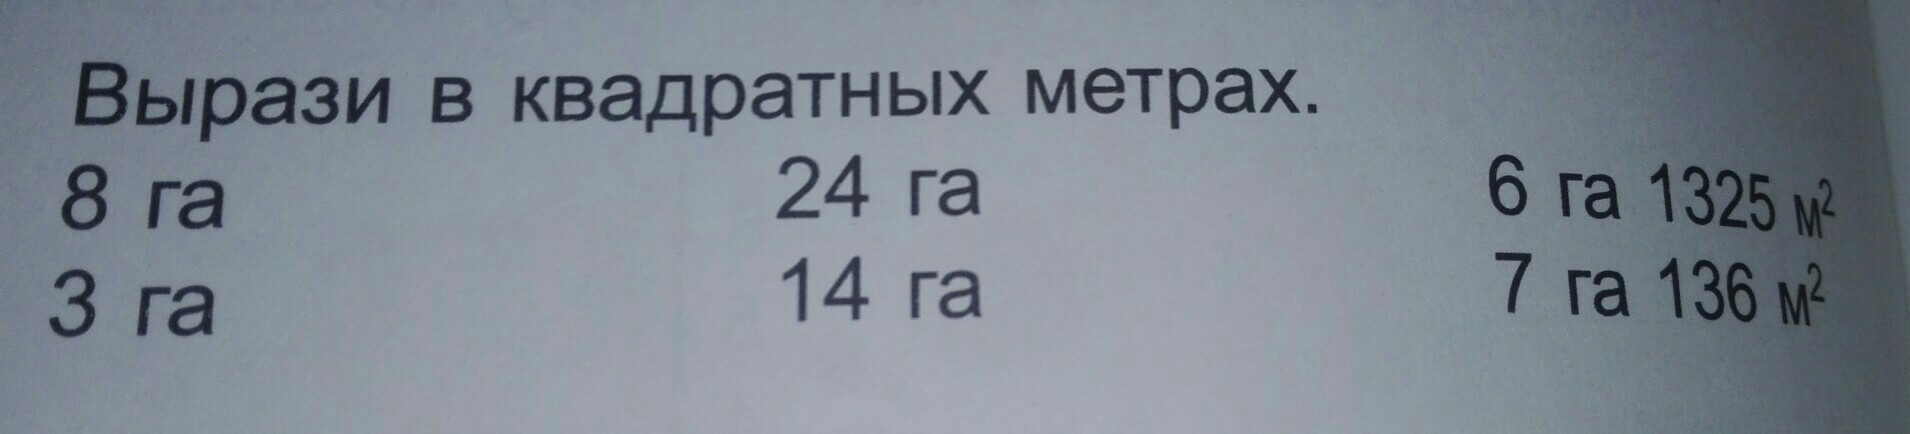 Вырази в квадратных метрах.
8 га 24 га 6 га 1325 м²
3 га 14 га 7 га 136 м²